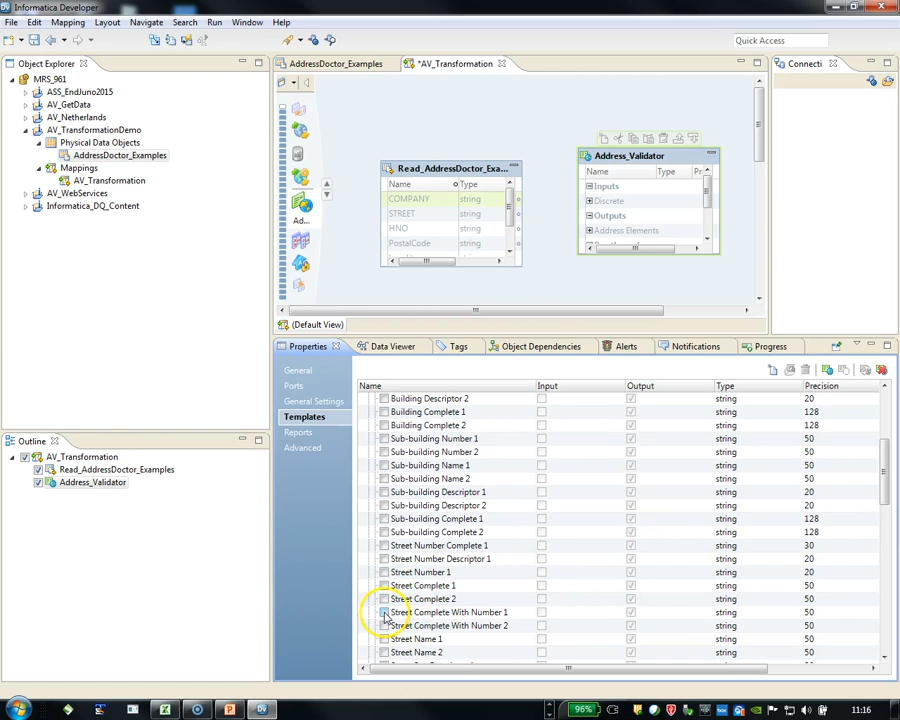 Informatica Developer
File Edit Mapping Layout Navigate Search Run Window Help
Quick Access
Object Explorer
MRS_961
ASS_EndJuno2015
AV_GetData
AV_Netherlands
AV_TransformationDemo
Physical Data Objects
AddressDoctor_Examples
Mappings
AV_Transformation
AV_WebServices
Informatica_DQ_Content
AddressDoctor_Examples *AV_Transformation
Ad...
Read_AddressDoctor_Exa...
Name Type
COMPANY string
STREET string
HNO string
PostalCode string
Address_Validator
Name Type Pr
Inputs
Discrete
Outputs
Address Elements
(Default View)
Connecti
Outline
AV_Transformation
Read_AddressDoctor_Examples
Address_Validator
Properties Data Viewer Tags Object Dependencies Alerts Notifications Progress
General
Ports
General Settings
Templates
Reports
Advanced
Name Input Output Type Precision
Building Descriptor 2 string 20
Building Complete 1 string 128
Building Complete 2 string 128
Sub-building Number 1 string 50
Sub-building Number 2 string 50
Sub-building Name 1 string 50
Sub-building Name 2 string 50
Sub-building Descriptor 1 string 20
Sub-building Descriptor 2 string 20
Sub-building Complete 1 string 128
Sub-building Complete 2 string 128
Street Number Complete 1 string 30
Street Number Descriptor 1 string 20
Street Number 1 string 20
Street Complete 1 string 50
Street Complete 2 string 50
Street Complete With Number 1 string 50
Street Complete With Number 2 string 50
Street Name 1 string 50
Street Name 2 string 50
96%
11:16